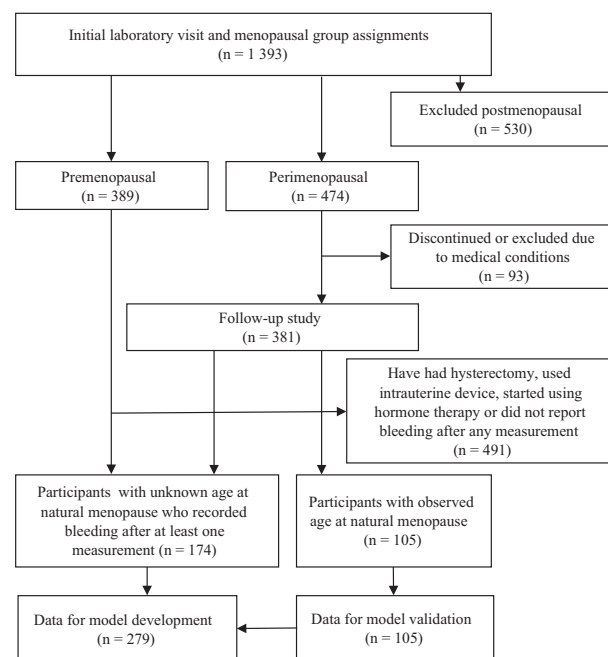 Initial laboratory visit and menopausal group assignments
(n = 1 393)
Excluded postmenopausal
(n = 530)
Premenopausal
(n = 389)
Perimenopausal
(n = 474)
Discontinued or excluded due
to medical conditions
(n = 93)
Follow-up study
(n = 381)
Have had hysterectomy, used
intrauterine device, started using
hormone therapy or did not report
bleeding after any measurement
(n = 491)
Participants with unknown age at
natural menopause who recorded
bleeding after at least one
measurement (n = 174)
Participants with observed
age at natural menopause
(n = 105)
Data for model development
(n = 279)
Data for model validation
(n = 105)